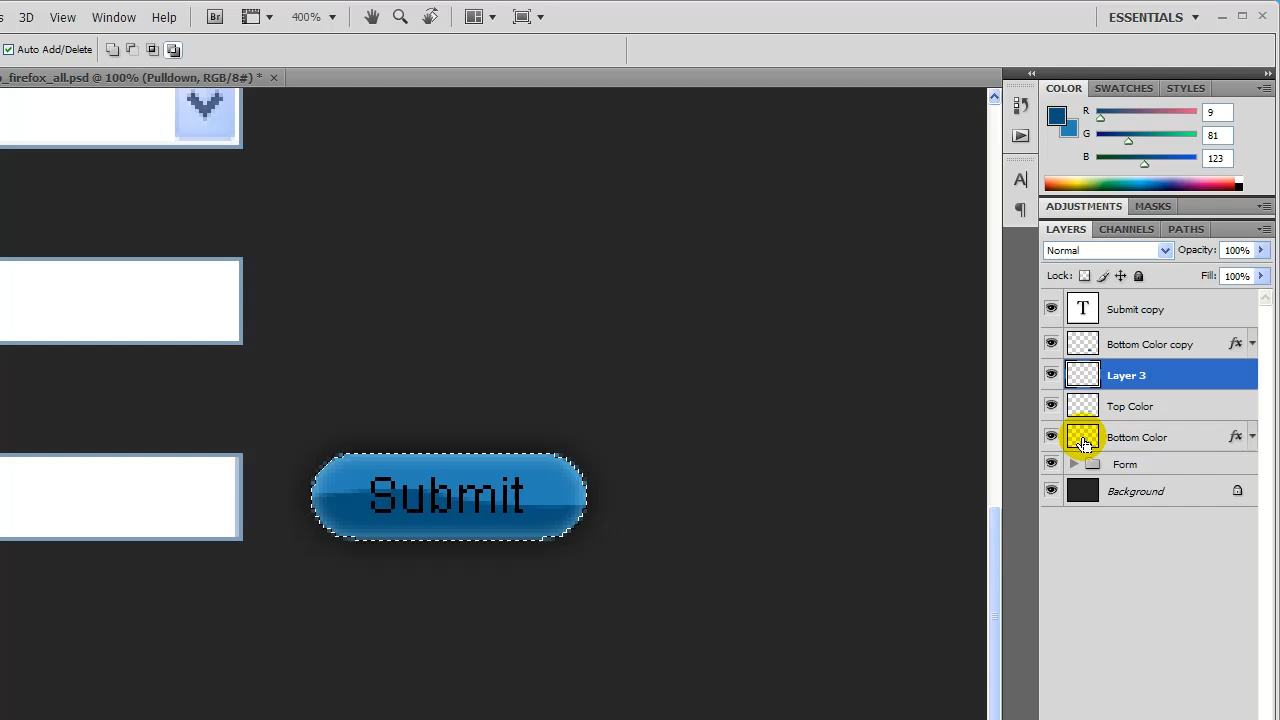 3D View Window Help Br 400% ESSENTIALS
Auto Add/Delete
_firefox_all.psd @ 100% (Pulldown, RGB/8#) * ×
COLOR SWATCHES STYLES
R 9
G 81
B 123
A
ADJUSTMENTS MASKS
LAYERS CHANNELS PATHS
Normal Opacity: 100%
Lock: Fill: 100%
T Submit copy
Bottom Color copy fx
Layer 3
Top Color
Bottom Color fx
Form
Background
Submit